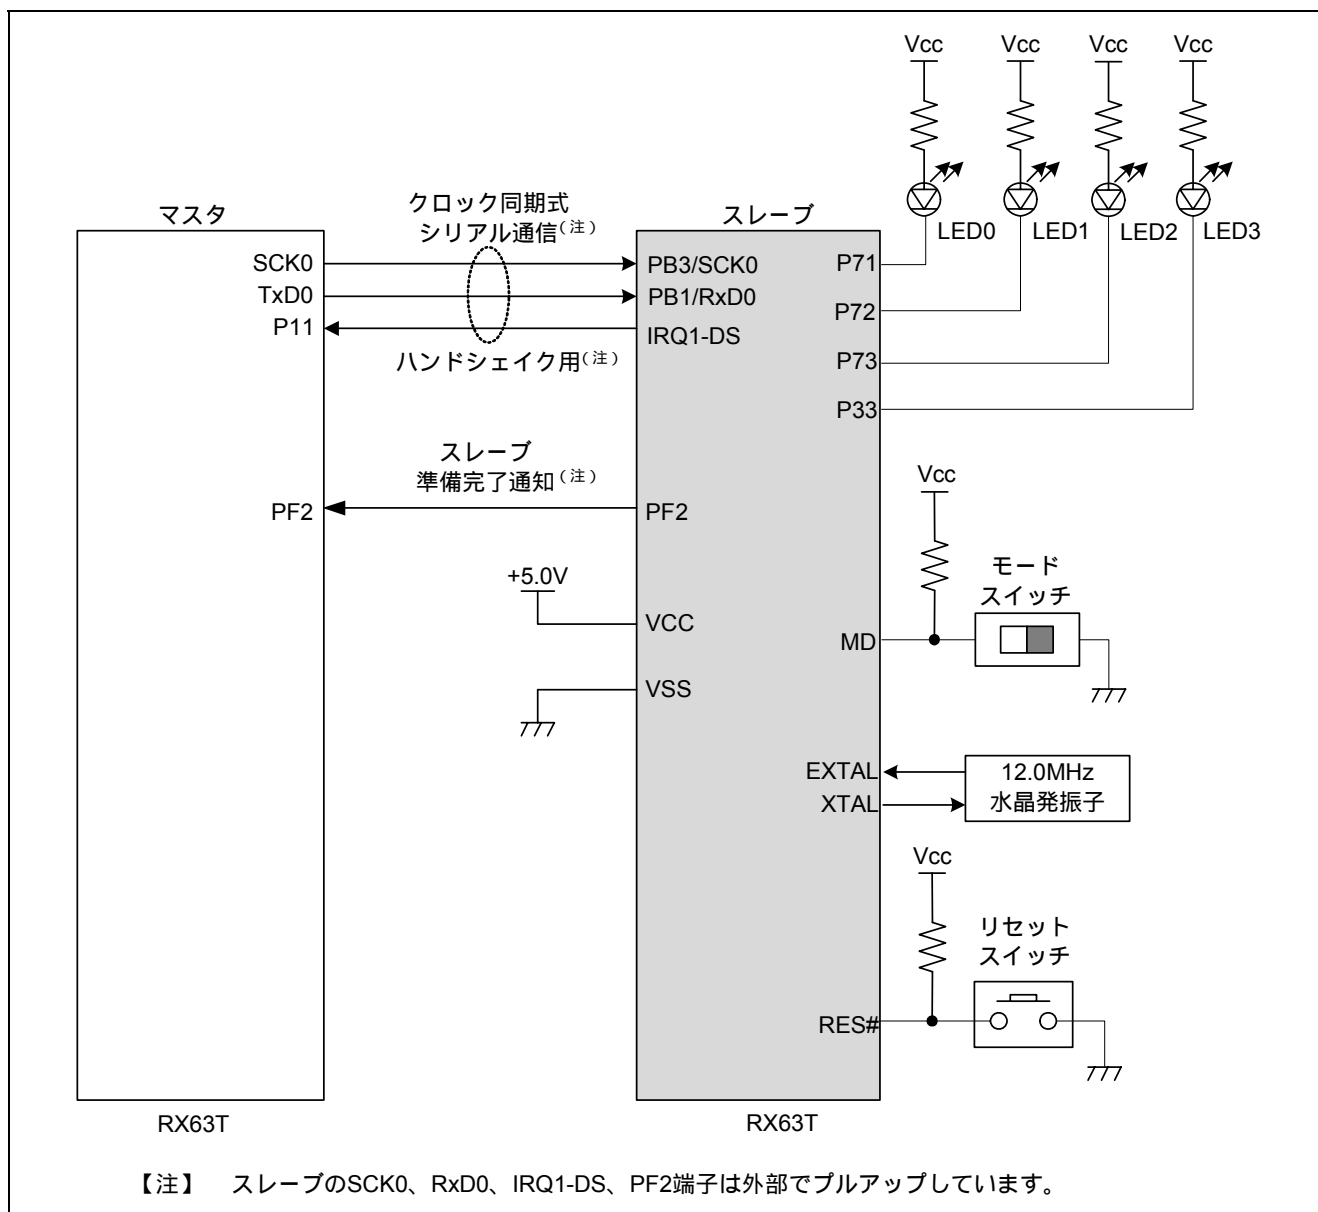 Vcc Vcc Vcc Vcc
LED0 LED1 LED2 LED3
マスタ
クロック同期式
シリアル通信(注)
スレーブ
SCK0
TxD0
P11
PB3/SCK0
PB1/RxD0
IRQ1-DS
P71
P72
P73
P33
ハンドシェイク用(注)
スレーブ
準備完了通知(注)
PF2
PF2
+5.0V
VCC
VSS
Vcc
モード
スイッチ
MD
EXTAL
XTAL
12.0MHz
水晶発振子
Vcc
リセット
スイッチ
RES#
RX63T
RX63T
【注】 スレーブのSCK0、RxD0、IRQ1-DS、PF2端子は外部でプルアップしています。